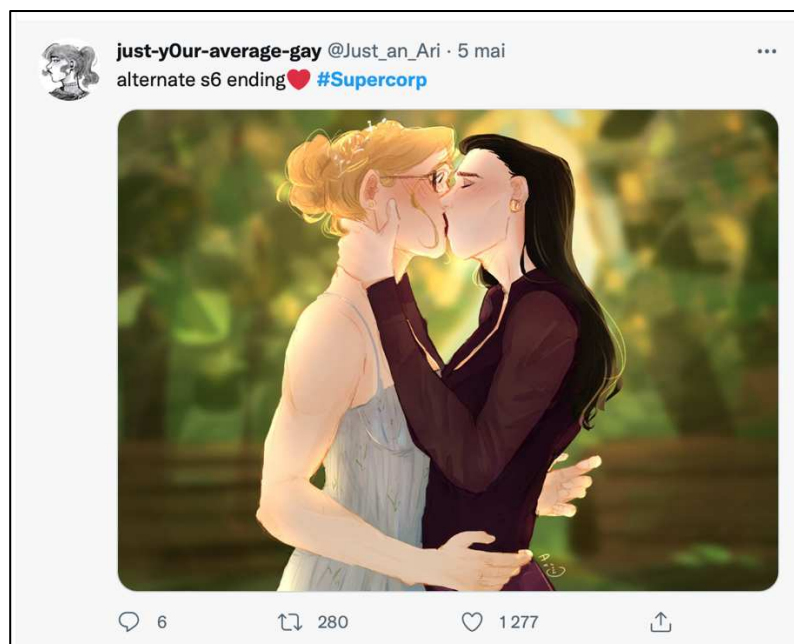 just-y0ur-average-gay @Just_an_Ari · 5 mai
alternate s6 ending❤️ #Supercorp
6 280 1 277